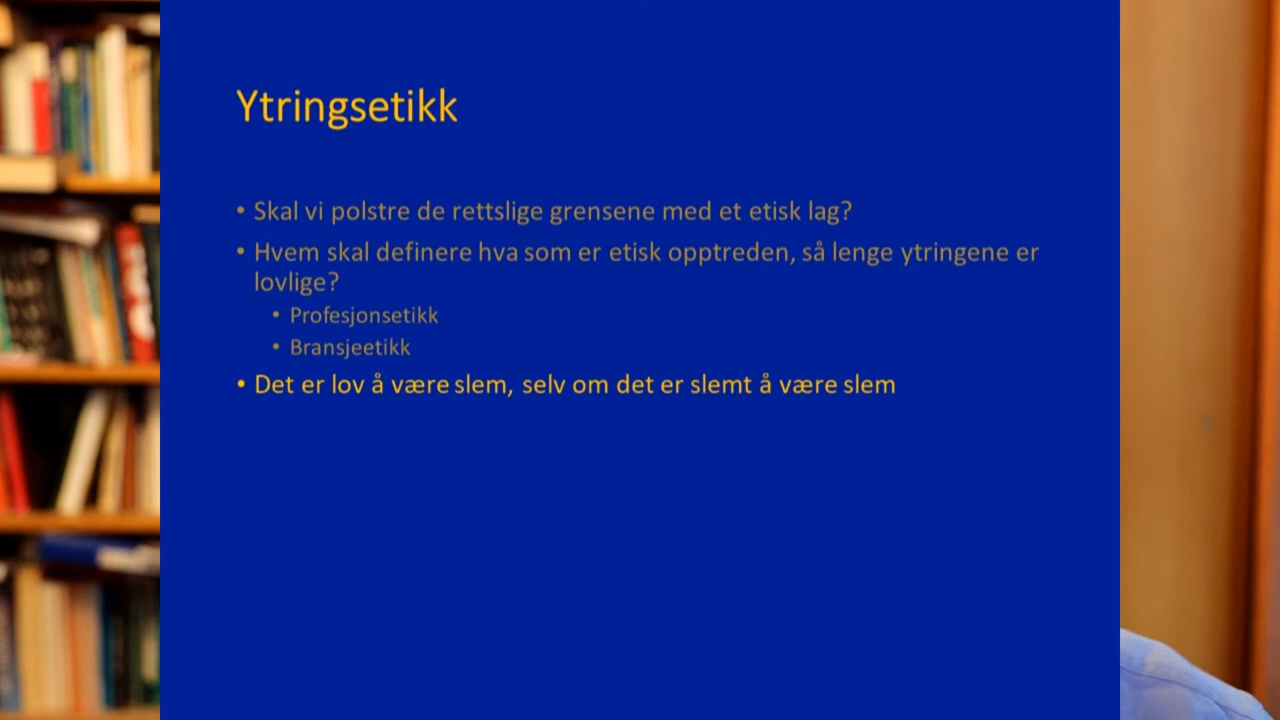 Ytringsetikk
• Skal vi polstre de rettslige grensene med et etisk lag?
• Hvem skal definere hva som er etisk opptreden, så lenge ytringene er
lovlige?
• Profesjonsetikk
• Bransjeetikk
• Det er lov å være slem, selv om det er slemt å være slem